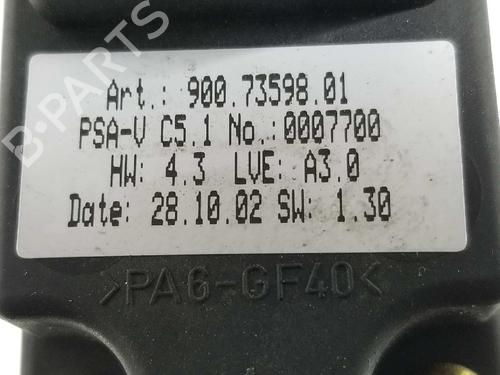 B-PARTS
Art.: 900.73598.01
PSA-V C5.1 No.:0007700
HW: 4.3 LVE: A3.0
Date: 28.10.02 SW: 1.30
>PA6-GF40<